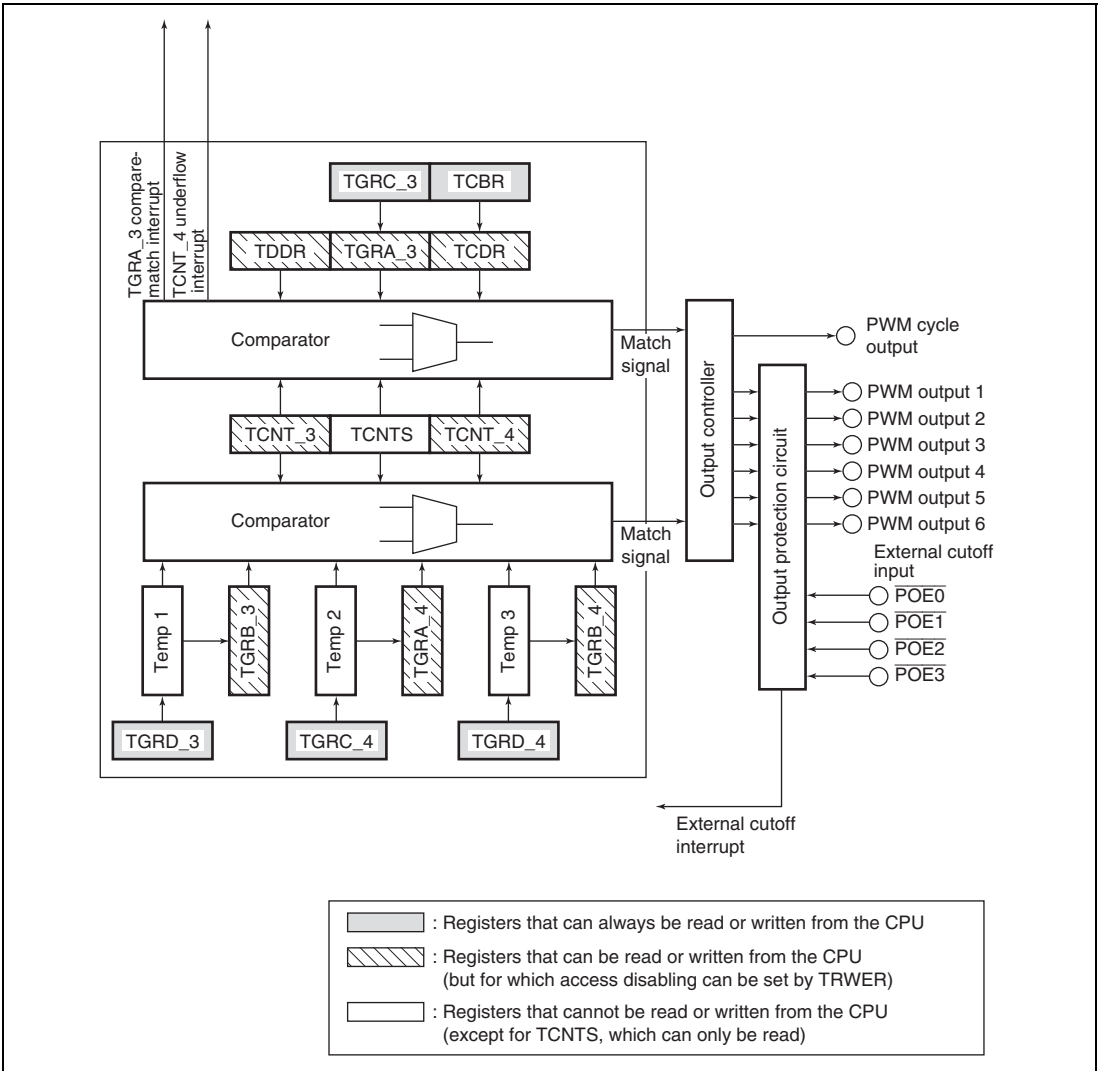 TGRA_3 compare-
match interrupt
TCNT_4 underflow
interrupt
TGRC_3
TCBR
TDDR
TGRA_3
TCDR
Comparator
Match
signal
TCNT_3
TCNTS
TCNT_4
Comparator
Match
signal
Temp 1
TGRB_3
Temp 2
TGRA_4
Temp 3
TGRB_4
TGRD_3
TGRC_4
TGRD_4
Output controller
Output protection circuit
PWM cycle
output
PWM output 1
PWM output 2
PWM output 3
PWM output 4
PWM output 5
PWM output 6
External cutoff
input
POE0
POE1
POE2
POE3
External cutoff
interrupt
: Registers that can always be read or written from the CPU
: Registers that can be read or written from the CPU
(but for which access disabling can be set by TRWER)
: Registers that cannot be read or written from the CPU
(except for TCNTS, which can only be read)